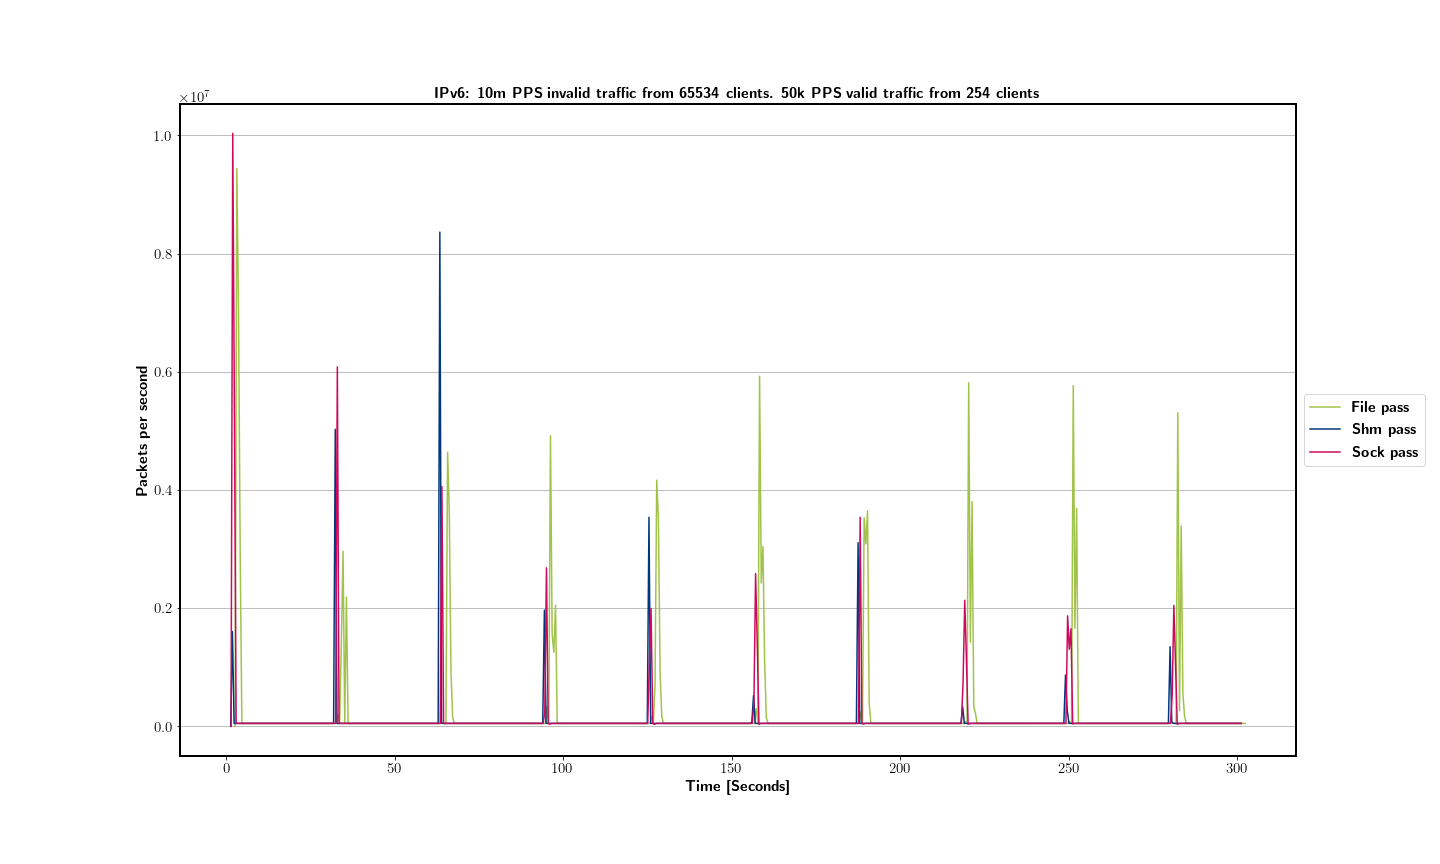 IPv6: 10m PPS invalid traffic from 65534 clients. 50k PPS valid traffic from 254 clients
×10⁷
1.0
0.8
0.6
0.4
0.2
0.0
Packets per second
0 50 100 150 200 250 300
Time [Seconds]
File pass
Shm pass
Sock pass